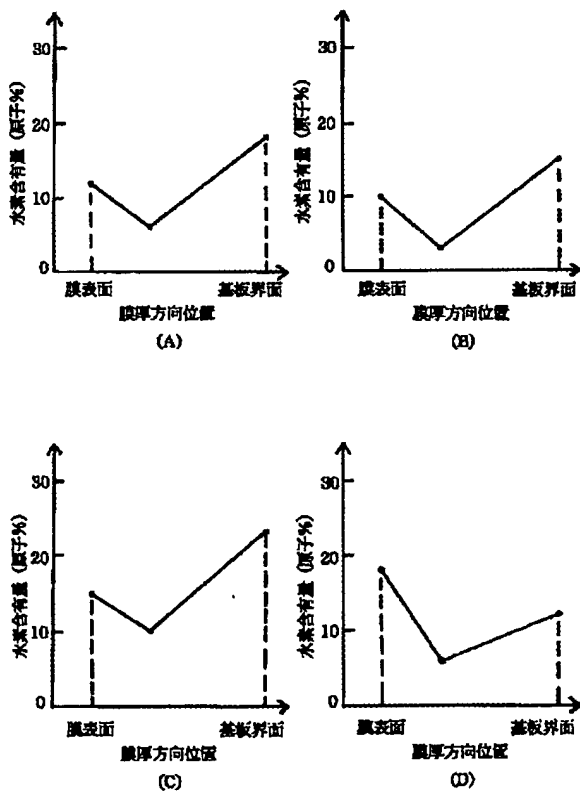 30
20
10
0
水素含有量 (原子%)
膜表面 基板界面
膜厚方向位置
(A)
30
20
10
0
水素含有量 (原子%)
膜表面 基板界面
膜厚方向位置
(B)
30
20
10
0
水素含有量 (原子%)
膜表面 基板界面
膜厚方向位置
(C)
30
20
10
0
水素含有量 (原子%)
膜表面 基板界面
膜厚方向位置
(D)